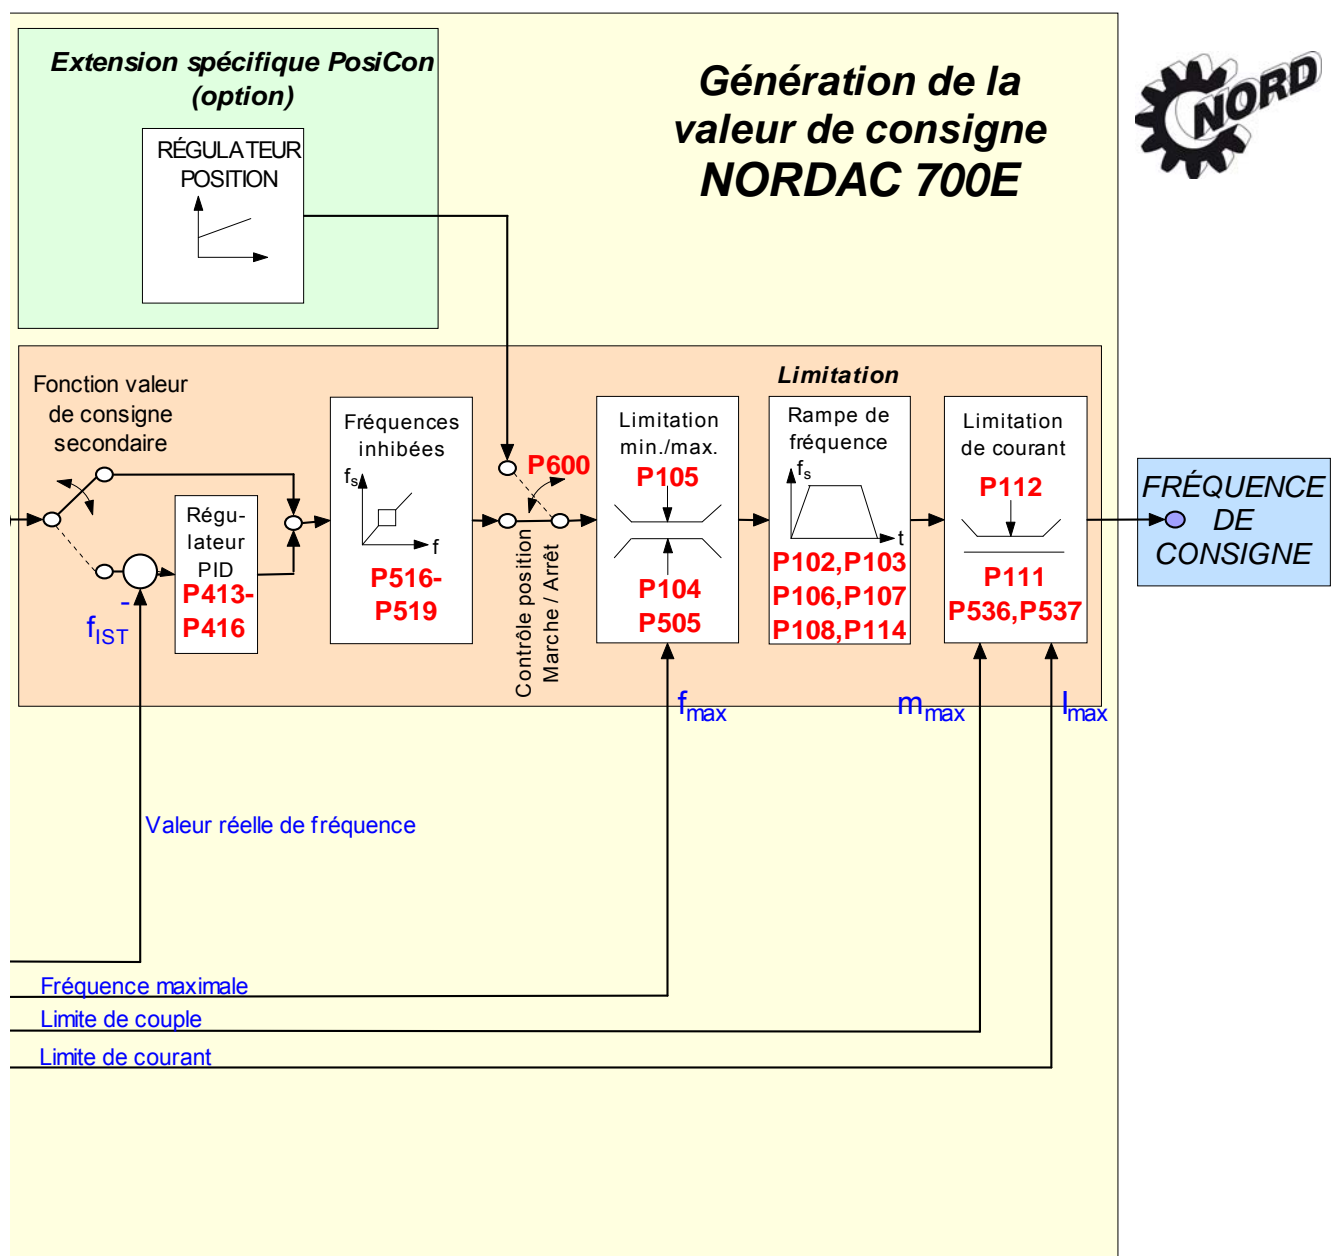 Extension spécifique PosiCon
(option)
Génération de la
valeur de consigne
NORDAC 700E
NORD
RÉGULATEUR
POSITION
Fonction valeur
de consigne
secondaire
Limitation
Régu-
lateur
PID
P413-
P416
-
fIST
Fréquences
inhibées
fs
f
P516-
P519
P600
Contrôle position
Marche / Arrêt
Limitation
min./max.
P105
P104
P505
Rampe de
fréquence
fs
t
P102,P103
P106,P107
P108,P114
Limitation
de courant
P112
P111
P536,P537
FRÉQUENCE
DE
CONSIGNE
fmax
mmax
Imax
Valeur réelle de fréquence
Fréquence maximale
Limite de couple
Limite de courant